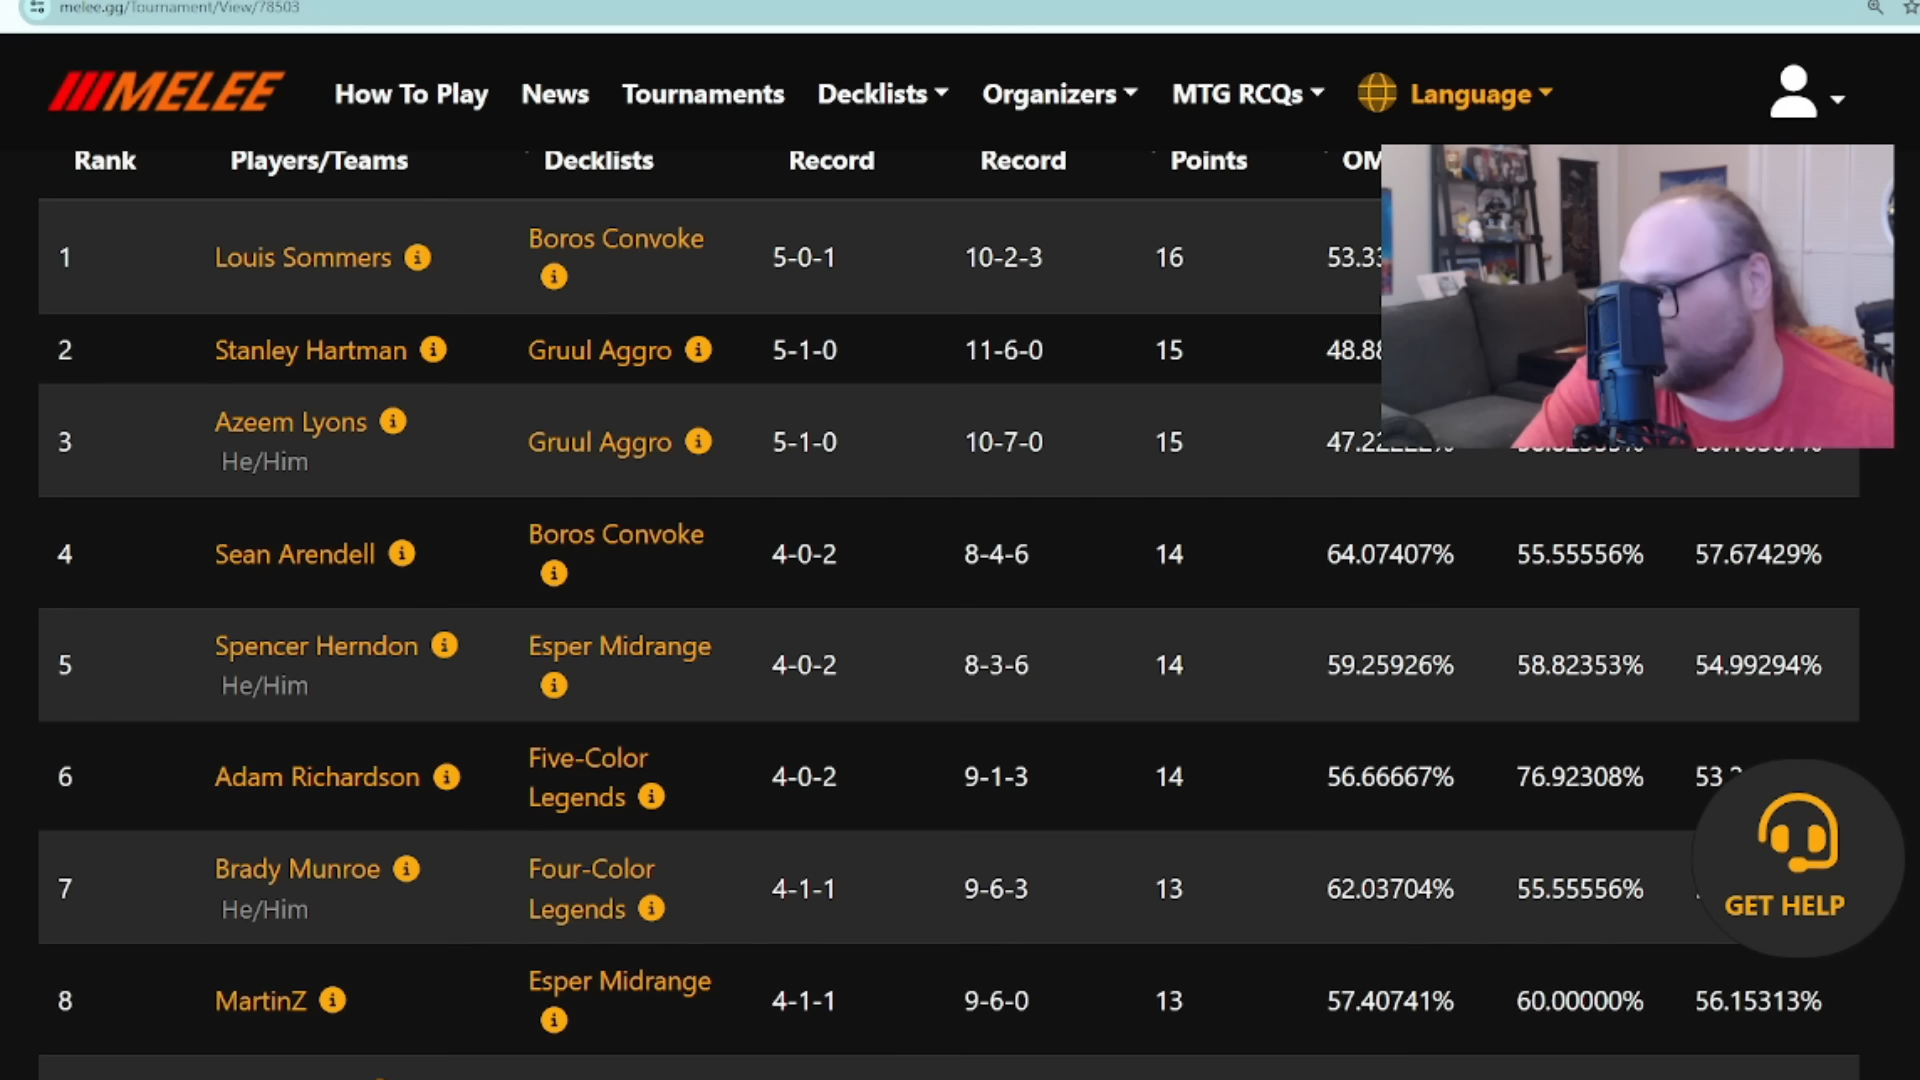 melee.gg/Tournament/View/78503
MELEE How To Play News Tournaments Decklists Organizers MTG RCQs Language
Rank Players/Teams Decklists Record Record Points
1 Louis Sommers Boros Convoke 5-0-1 10-2-3 16
2 Stanley Hartman Gruul Aggro 5-1-0 11-6-0 15
3 Azeem Lyons Gruul Aggro 5-1-0 10-7-0 15
He/Him
4 Sean Arendell Boros Convoke 4-0-2 8-4-6 14 64.07407% 55.55556% 57.67429%
5 Spencer Herndon Esper Midrange 4-0-2 8-3-6 14 59.25926% 58.82353% 54.99294%
He/Him
6 Adam Richardson Five-Color 4-0-2 9-1-3 14 56.66667% 76.92308%
Legends
7 Brady Munroe Four-Color 4-1-1 9-6-3 13 62.03704% 55.55556%
He/Him Legends
8 MartinZ Esper Midrange 4-1-1 9-6-0 13 57.40741% 60.00000% 56.15313%
GET HELP